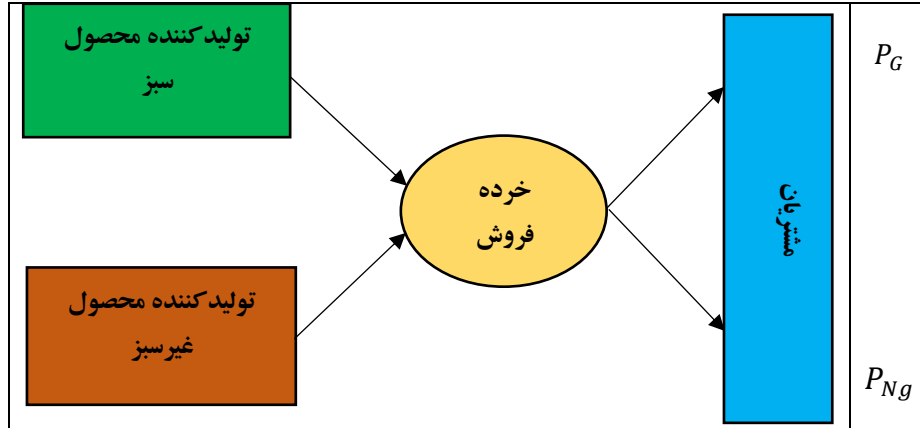 تولیدکننده محصول
سبز
P_G
خرده
فروش
مشتریان
تولیدکننده محصول
غیرسبز
P_Ng